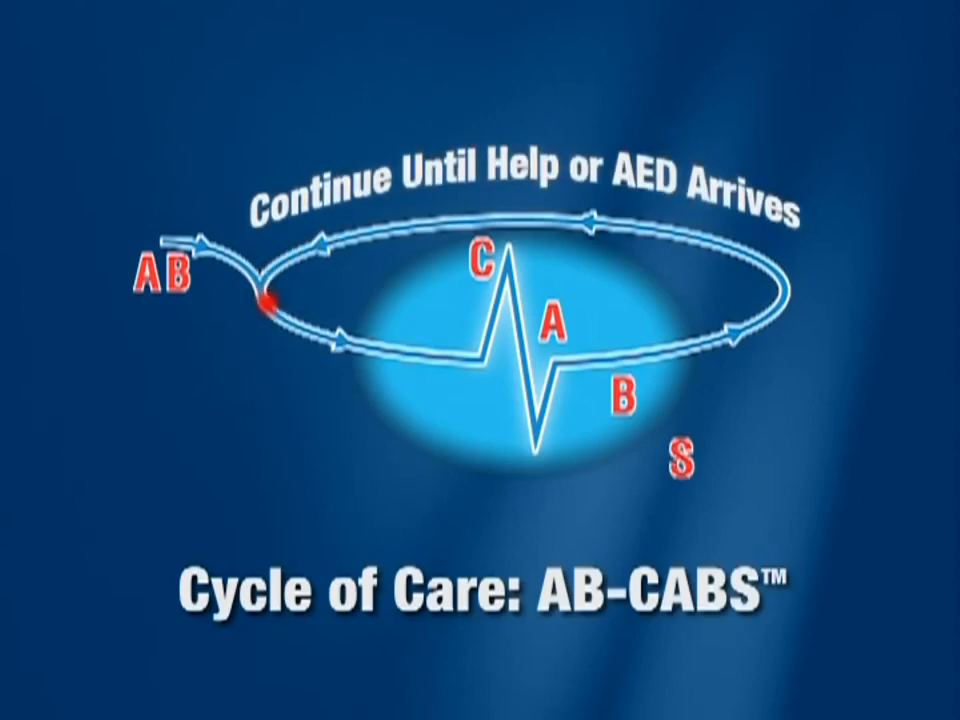 Continue Until Help or AED Arrives
AB
C
A
B
S
Cycle of Care: AB-CABS™